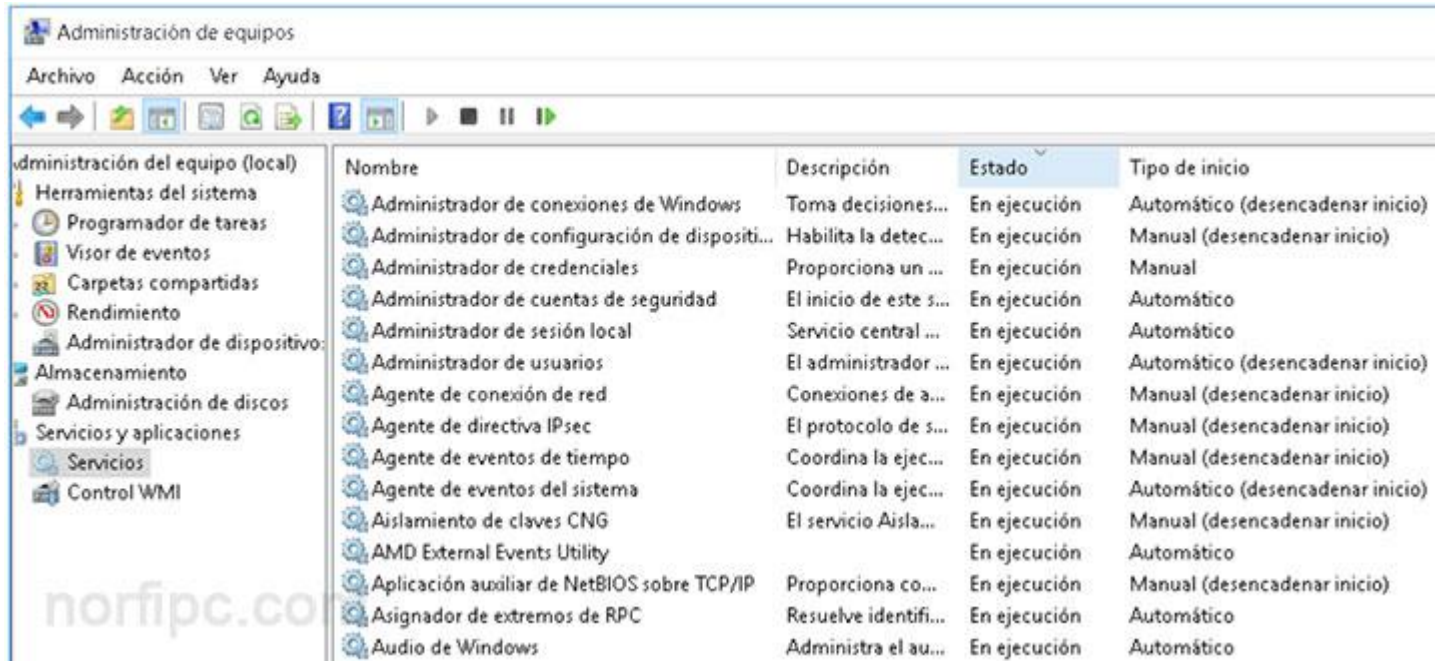 Administración de equipos
Archivo Acción Ver Ayuda
dministración del equipo (local)
Herramientas del sistema
Programador de tareas
Visor de eventos
Carpetas compartidas
Rendimiento
Administrador de dispositivo
Almacenamiento
Administración de discos
Servicios y aplicaciones
Servicios
Control WMI
norfipc.co
Nombre Descripción Estado Tipo de inicio
Administrador de conexiones de Windows Toma decisiones... En ejecución Automático (desencadenar inicio)
Administrador de configuración de dispositi... Habilita la detec... En ejecución Manual (desencadenar inicio)
Administrador de credenciales Proporciona un ... En ejecución Manual
Administrador de cuentas de seguridad El inicio de este s... En ejecución Automático
Administrador de sesión local Servicio central ... En ejecución Automático
Administrador de usuarios El administrador ... En ejecución Automático (desencadenar inicio)
Agente de conexión de red Conexiones de a... En ejecución Manual (desencadenar inicio)
Agente de directiva IPsec El protocolo de s... En ejecución Manual (desencadenar inicio)
Agente de eventos de tiempo Coordina la ejec... En ejecución Manual (desencadenar inicio)
Agente de eventos del sistema Coordina la ejec... En ejecución Automático (desencadenar inicio)
Aislamiento de claves CNG El servicio Aisla... En ejecución Manual (desencadenar inicio)
AMD External Events Utility En ejecución Automático
Aplicación auxiliar de NetBIOS sobre TCP/IP Proporciona co... En ejecución Manual (desencadenar inicio)
Asignador de extremos de RPC Resuelve identifi... En ejecución Automático
Audio de Windows Administra el au... En ejecución Automático